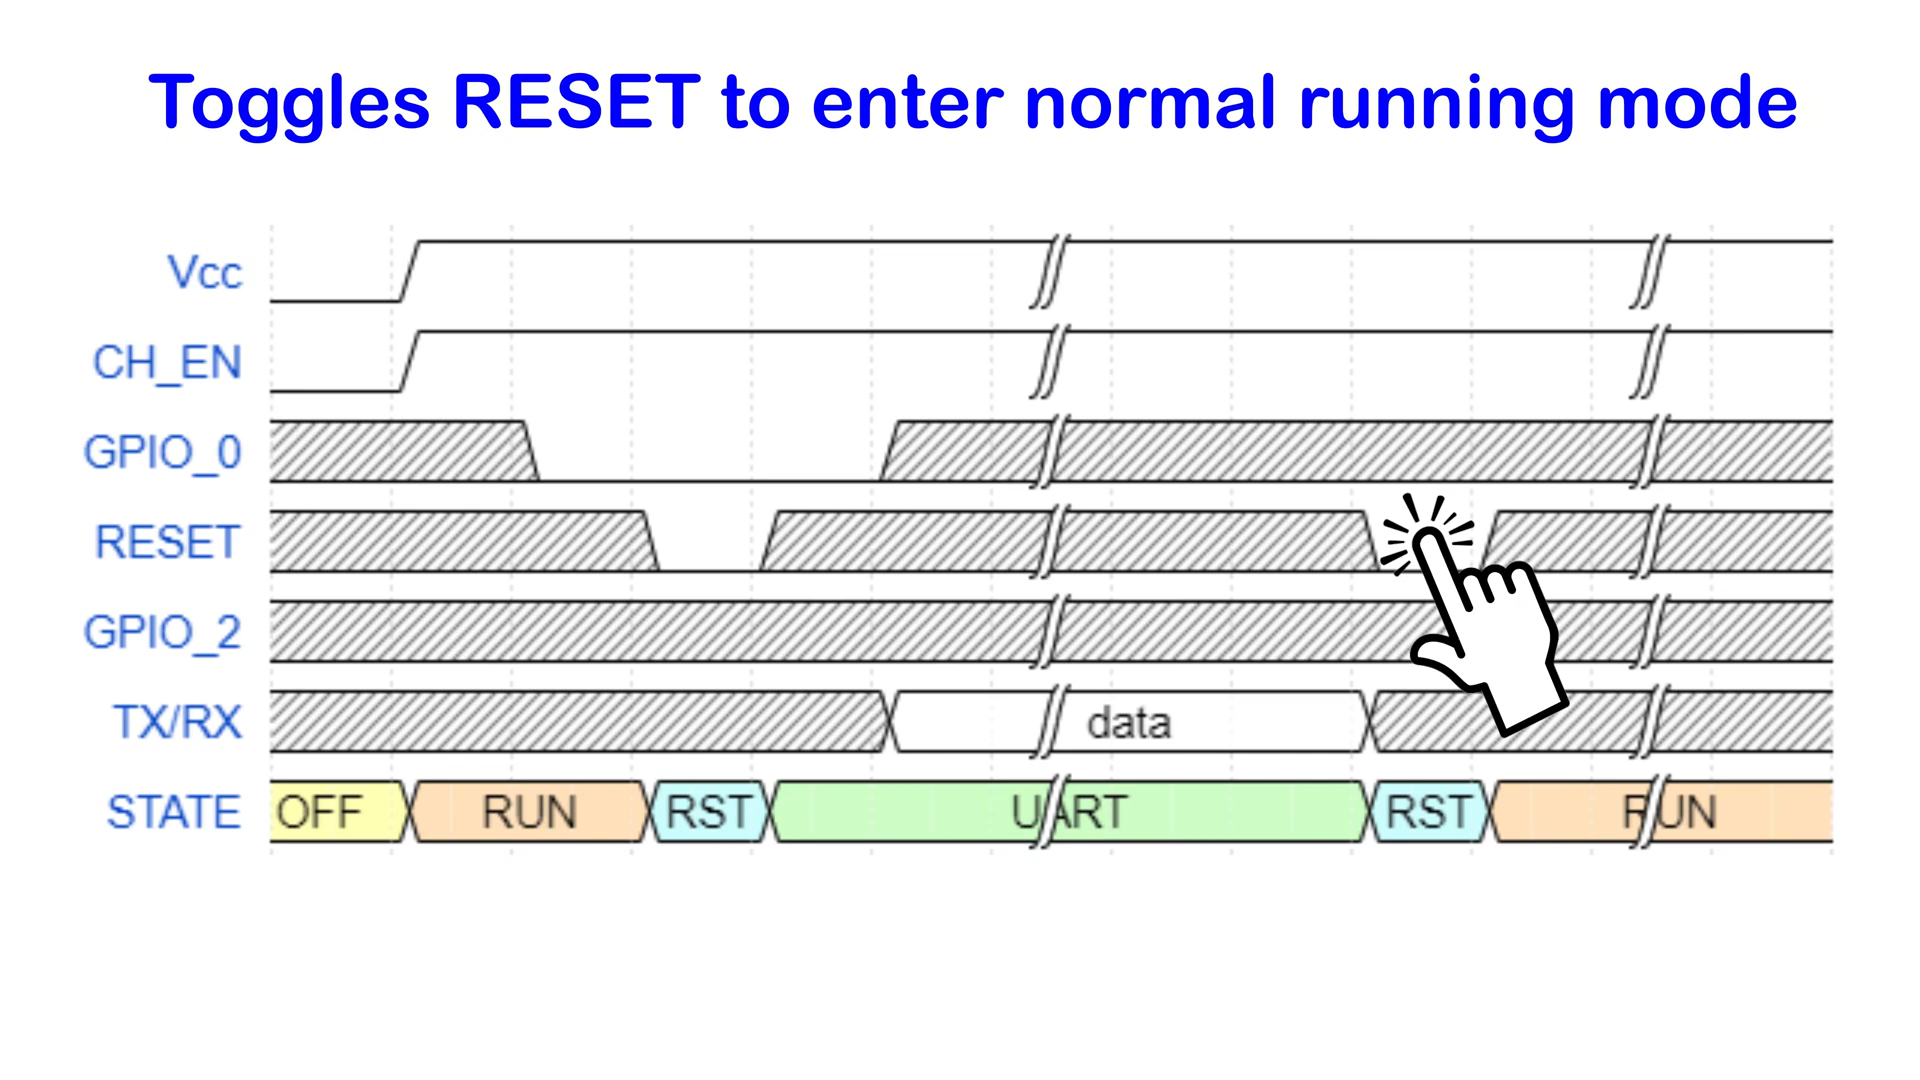 Toggles RESET to enter normal running mode
Vcc
CH_EN
GPIO_0
RESET
GPIO_2
TX/RX data
STATE OFF RUN RST UART RST RUN